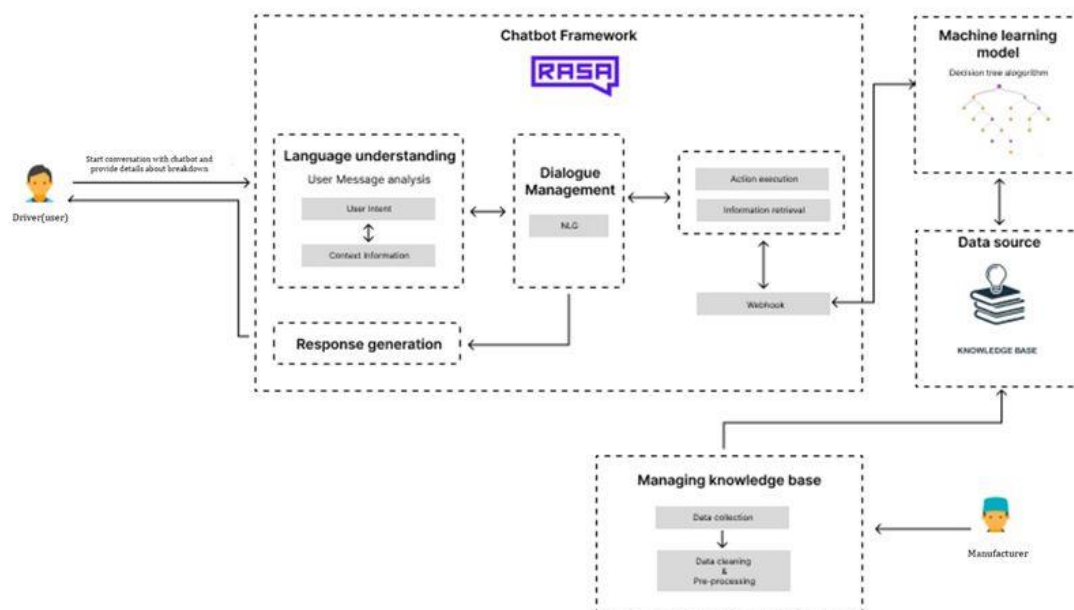 Chatbot Framework
RASA
Machine learning
model
Decision tree alogorithm
Start conversation with chatbot and
provide details about breakdown
Driver(user)
Language understanding
User Message analysis
User Intent
Context Information
Dialogue
Management
NLG
Action execution
Information retrieval
Webhook
Response generation
Data source
KNOWLEDGE BASE
Managing knowledge base
Data collection
Data cleaning
&
Pre-processing
Manufacturer